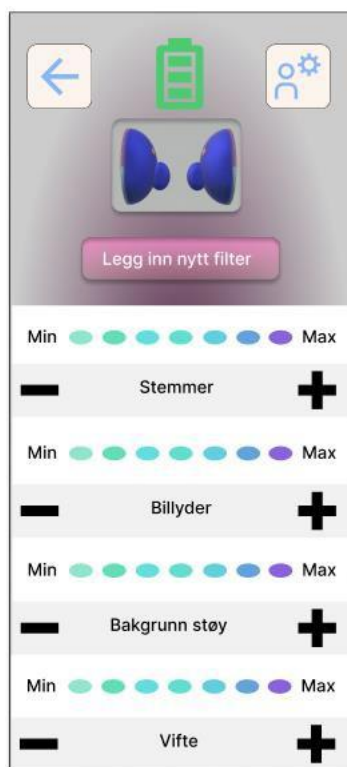 Legg inn nytt filter
Min Max
Stemmer
Min Max
Billyder
Min Max
Bakgrunn støy
Min Max
Vifte